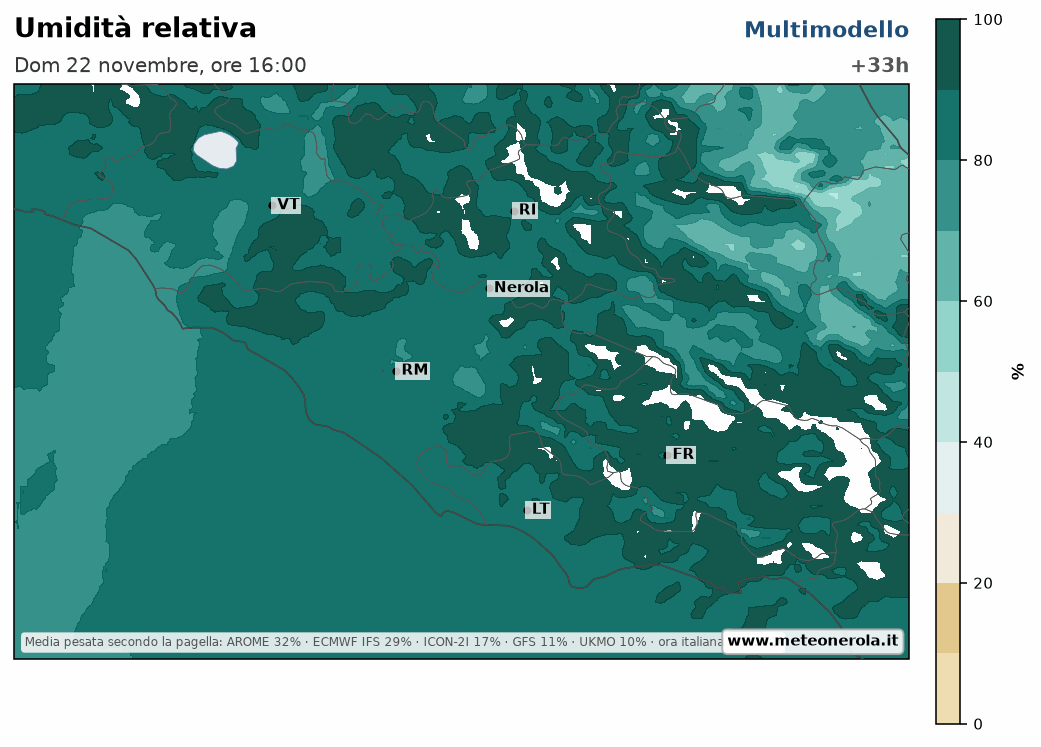 Umidità relativa
Multimodello
Dom 22 novembre, ore 16:00
+33h
100
80
60
40
20
0
%
VT
RI
Nerola
RM
FR
LT
Media pesata secondo la pagella: AROME 32% · ECMWF IFS 29% · ICON-2I 17% · GFS 11% · UKMO 10% · ora italiana
www.meteonerola.it